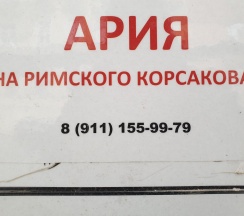 АРИЯ
НА РИМСКОГО КОРСАКОВА
8 (911) 155-99-79